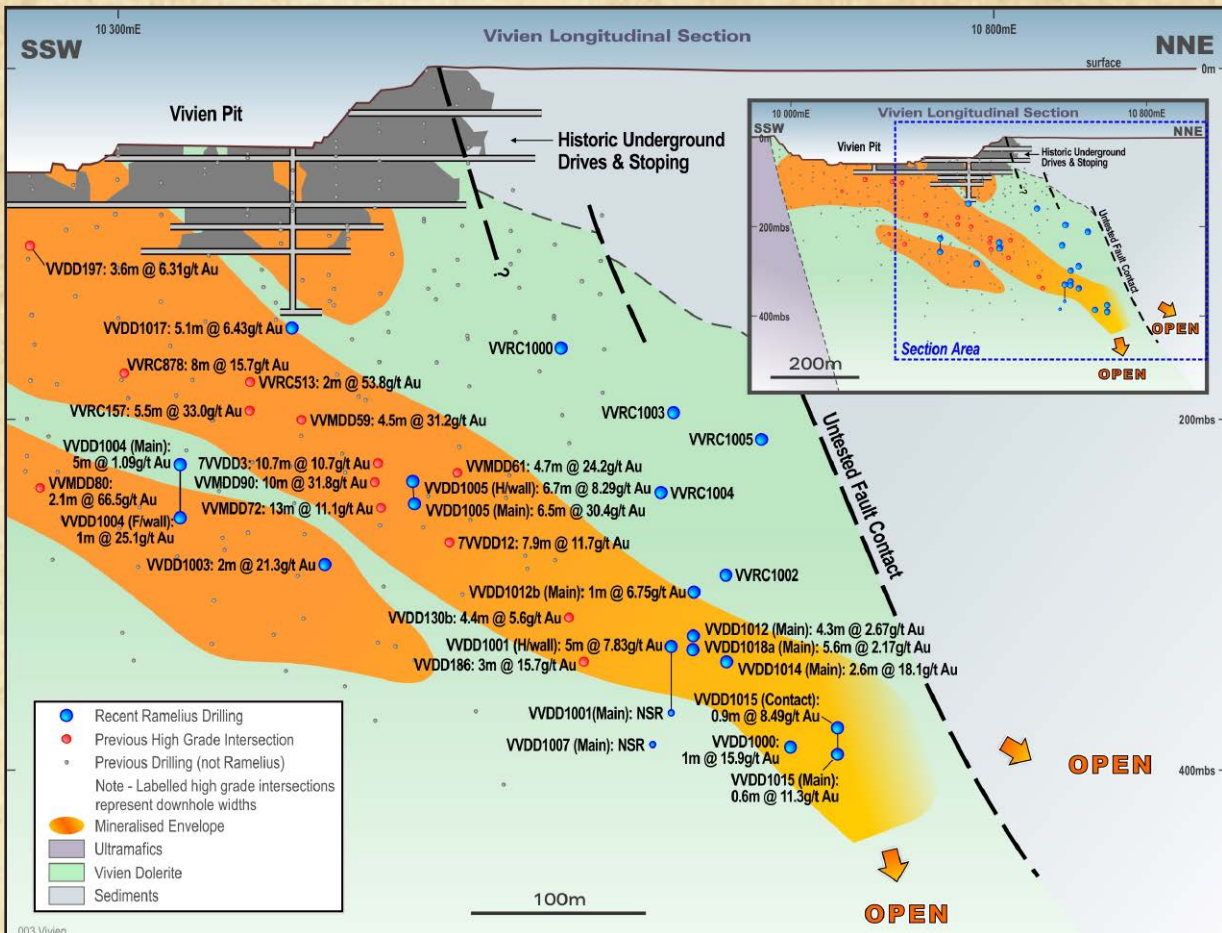 10 300mE
10 800mE
SSW
Vivien Longitudinal Section
NNE
surface
0m
Vivien Pit
Historic Underground
Drives & Stoping
?
Vivien Longitudinal Section
10 000mE
10 800mE
SSW
NNE
0m
Vivien Pit
Historic Underground
Drives & Stoping
?
200mbs
Untested Fault Contact
400mbs
OPEN
OPEN
Section Area
200m
VVDD197: 3.6m @ 6.31g/t Au
VVDD1017: 5.1m @ 6.43g/t Au
VVRC1000
VVRC878: 8m @ 15.7g/t Au
VVRC513: 2m @ 53.8g/t Au
VVRC157: 5.5m @ 33.0g/t Au
VVMDD59: 4.5m @ 31.2g/t Au
VVRC1003
200mbs
VVRC1005
Untested Fault Contact
VVDD1004 (Main):
5m @ 1.09g/t Au
7VVDD3: 10.7m @ 10.7g/t Au
VVMDD61: 4.7m @ 24.2g/t Au
VVMDD80:
2.1m @ 66.5g/t Au
VVMDD90: 10m @ 31.8g/t Au
VVDD1005 (H/wall): 6.7m @ 8.29g/t Au
VVRC1004
VVDD1004 (F/wall):
1m @ 25.1g/t Au
VVMDD72: 13m @ 11.1g/t Au
VVDD1005 (Main): 6.5m @ 30.4g/t Au
7VVDD12: 7.9m @ 11.7g/t Au
VVDD1003: 2m @ 21.3g/t Au
VVRC1002
VVDD1012b (Main): 1m @ 6.75g/t Au
VVDD130b: 4.4m @ 5.6g/t Au
VVDD1012 (Main): 4.3m @ 2.67g/t Au
VVDD1001 (H/wall): 5m @ 7.83g/t Au
VVDD1018a (Main): 5.6m @ 2.17g/t Au
VVDD186: 3m @ 15.7g/t Au
VVDD1014 (Main): 2.6m @ 18.1g/t Au
VVDD1015 (Contact):
0.9m @ 8.49g/t Au
VVDD1001(Main): NSR
VVDD1007 (Main): NSR
VVDD1000:
1m @ 15.9g/t Au
VVDD1015 (Main):
0.6m @ 11.3g/t Au
OPEN
400mbs
OPEN
100m
Recent Ramelius Drilling
Previous High Grade Intersection
Previous Drilling (not Ramelius)
Note - Labelled high grade intersections
represent downhole widths
Mineralised Envelope
Ultramafics
Vivien Dolerite
Sediments
003 Vivien